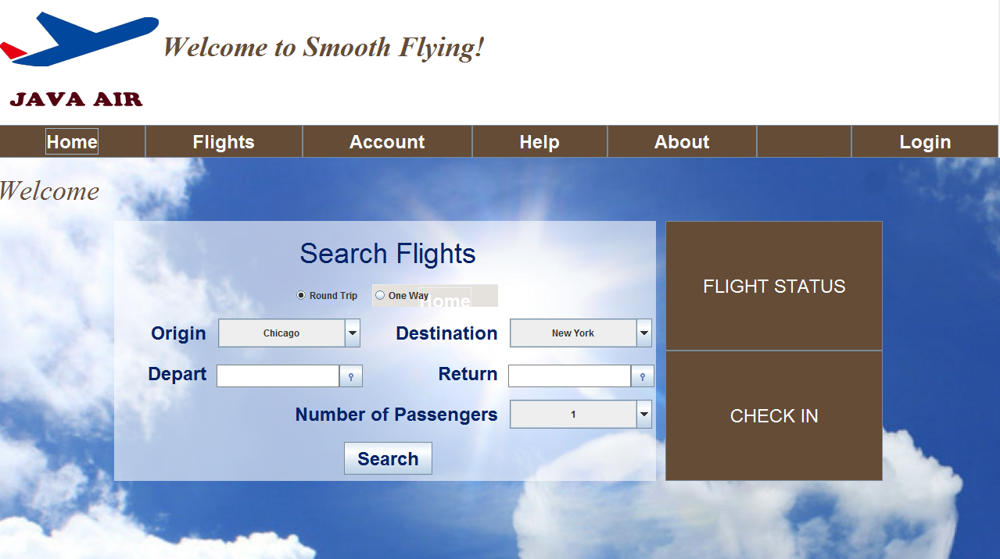 Welcome to Smooth Flying!
JAVA AIR
Home Flights Account Help About Login
Welcome
Search Flights
Round Trip One Way
Home
Origin Chicago Destination New York
Depart Return
Number of Passengers 1
Search
FLIGHT STATUS
CHECK IN